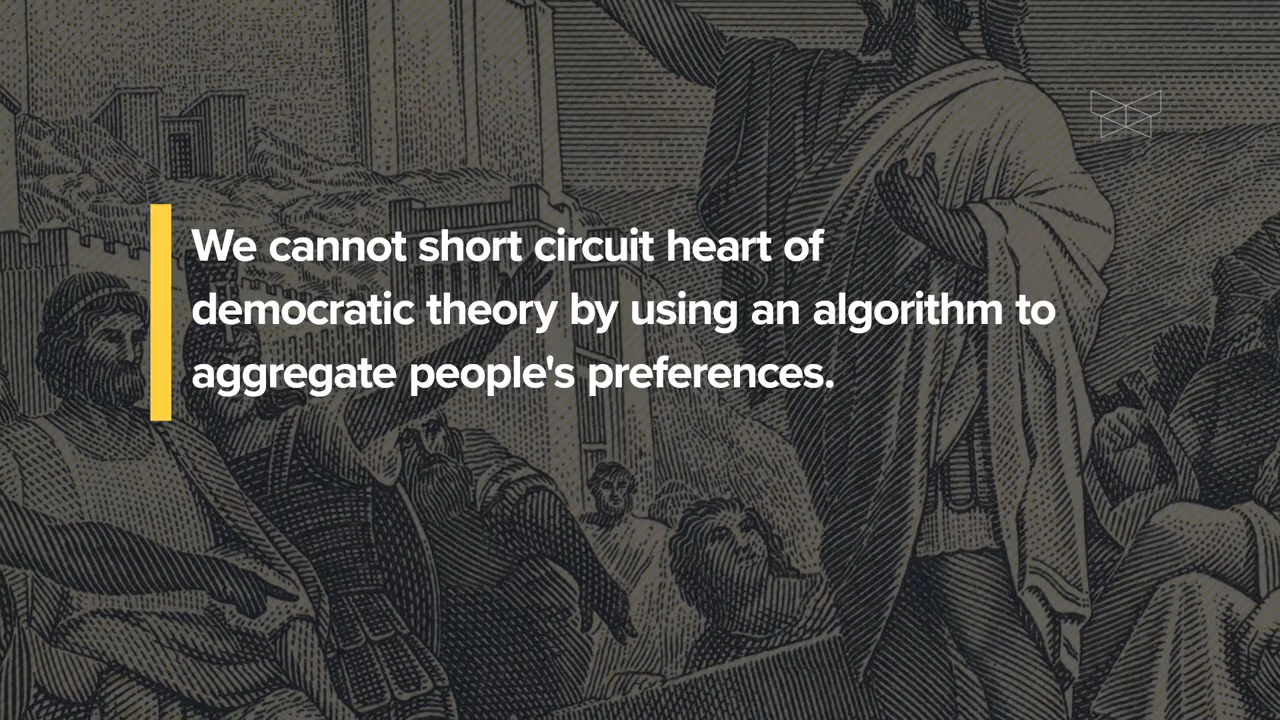 We cannot short circuit heart of
democratic theory by using an algorithm to
aggregate people's preferences.